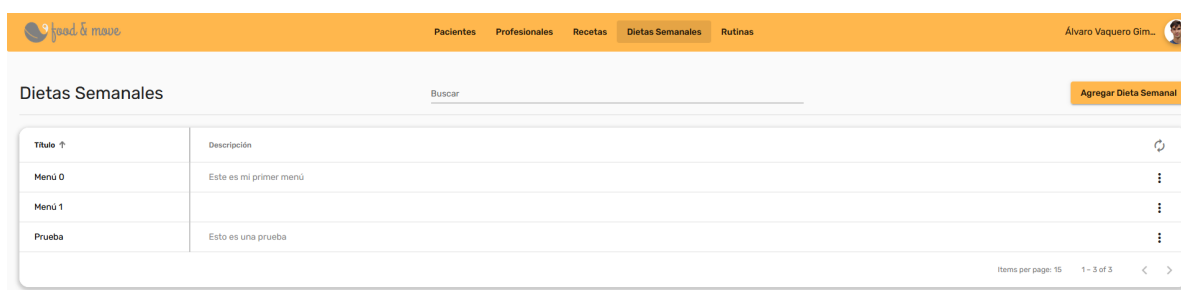 food & move
Pacientes Profesionales Recetas Dietas Semanales Rutinas
Álvaro Vaquero Gim...
Dietas Semanales
Buscar
Agregar Dieta Semanal
Título Descripción
Menú 0 Este es mi primer menú
Menú 1
Prueba Esto es una prueba
Items per page: 15 1 – 3 of 3